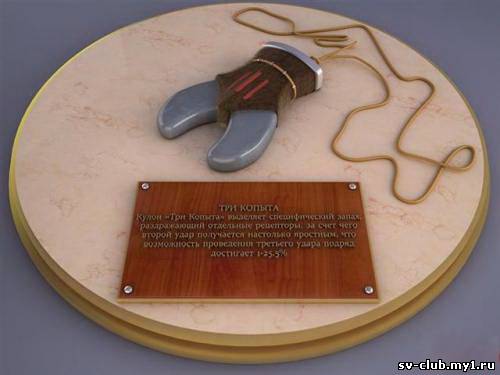 ТРИ КОПЫТА
Кулон «Три Копыта» выделяет специфический запах,
раздражающий отдельные рецепторы, за счет чего
второй удар получается настолько яростным, что
возможность проведения третьего удара подряд
достигает 1-25.5%
sv-club.my1.ru